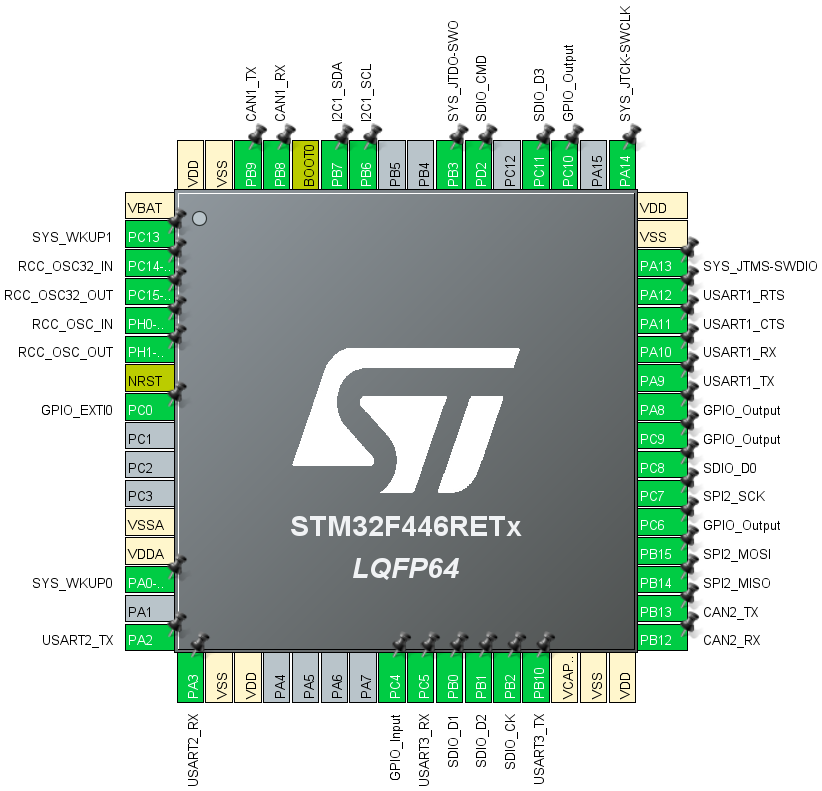 CAN1_TX
CAN1_RX
I2C1_SDA
I2C1_SCL
SYS_JTDO-SWO
SDIO_CMD
SDIO_D3
GPIO_Output
SYS_JTCK-SWCLK
VDD
VSS
PB9
PB8
BOOT0
PB7
PB6
PB5
PB4
PB3
PD2
PC12
PC11
PC10
PA15
PA14
VBAT
SYS_WKUP1 PC13
RCC_OSC32_IN PC14-..
RCC_OSC32_OUT PC15-..
RCC_OSC_IN PH0-..
RCC_OSC_OUT PH1-..
NRST
GPIO_EXTI0 PC0
PC1
PC2
PC3
VSSA
VDDA
SYS_WKUP0 PA0-..
PA1
USART2_TX PA2
ST
STM32F446RETx
LQFP64
VDD
VSS
PA13 SYS_JTMS-SWDIO
PA12 USART1_RTS
PA11 USART1_CTS
PA10 USART1_RX
PA9 USART1_TX
PA8 GPIO_Output
PC9 GPIO_Output
PC8 SDIO_D0
PC7 SPI2_SCK
PC6 GPIO_Output
PB15 SPI2_MOSI
PB14 SPI2_MISO
PB13 CAN2_TX
PB12 CAN2_RX
PA3
VSS
VDD
PA4
PA5
PA6
PA7
PC4
PC5
PB0
PB1
PB2
PB10
VCAP..
VSS
VDD
USART2_RX
GPIO_Input
USART3_RX
SDIO_D1
SDIO_D2
SDIO_CK
USART3_TX